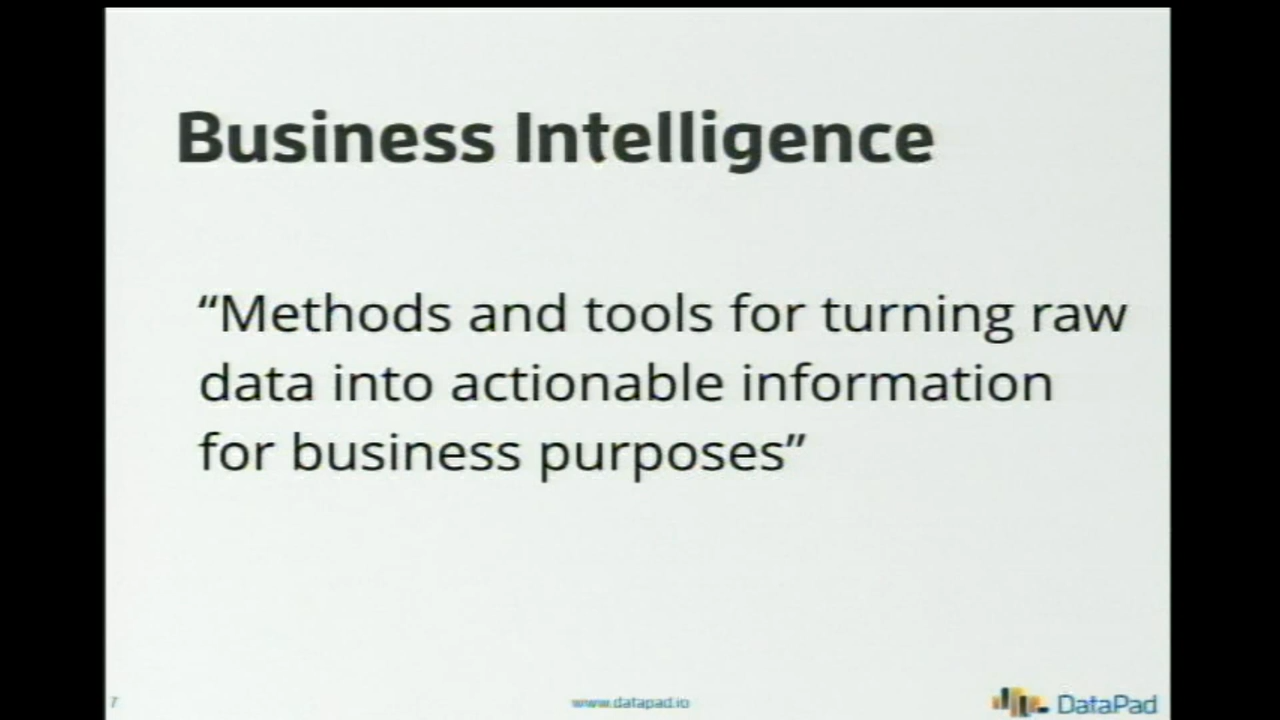 Business Intelligence
“Methods and tools for turning raw
data into actionable information
for business purposes”
7
www.datapad.io
DataPad